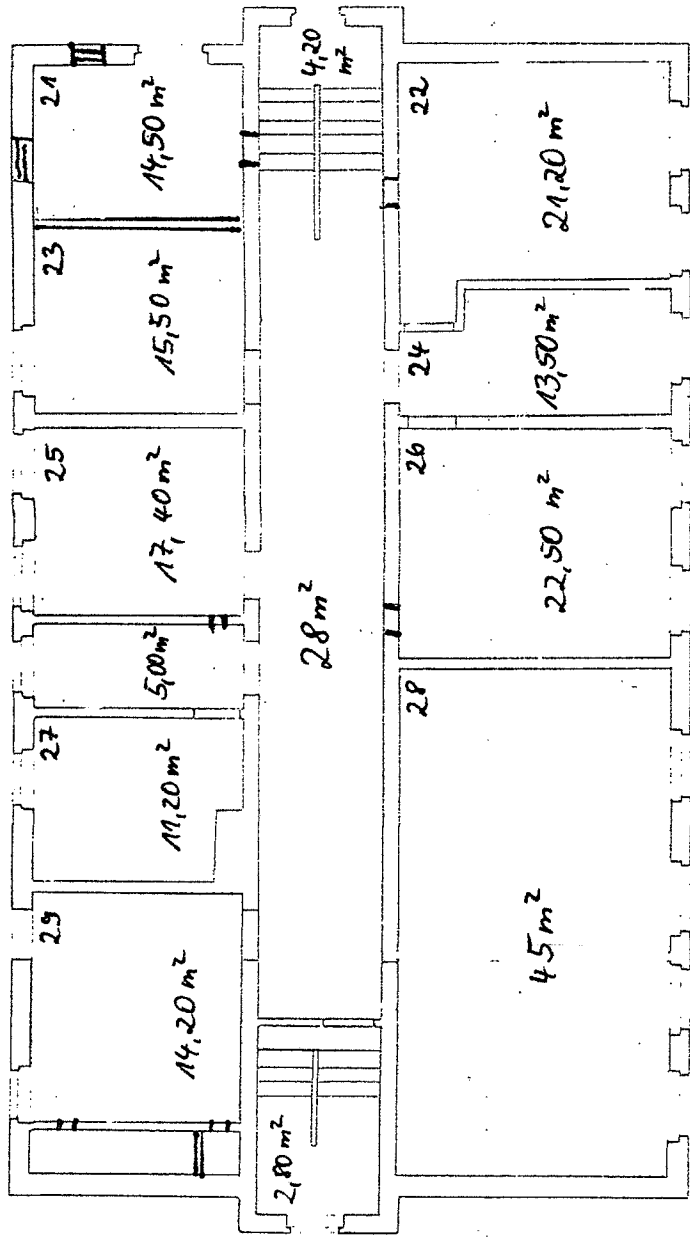 29
27
25
23
21
14,20 m²
11,20 m²
5,00 m²
17,40 m²
15,50 m²
14,50 m²
2,80 m²
28 m²
4,20
m²
28
26
24
22
45 m²
22,50 m²
13,50 m²
21,20 m²